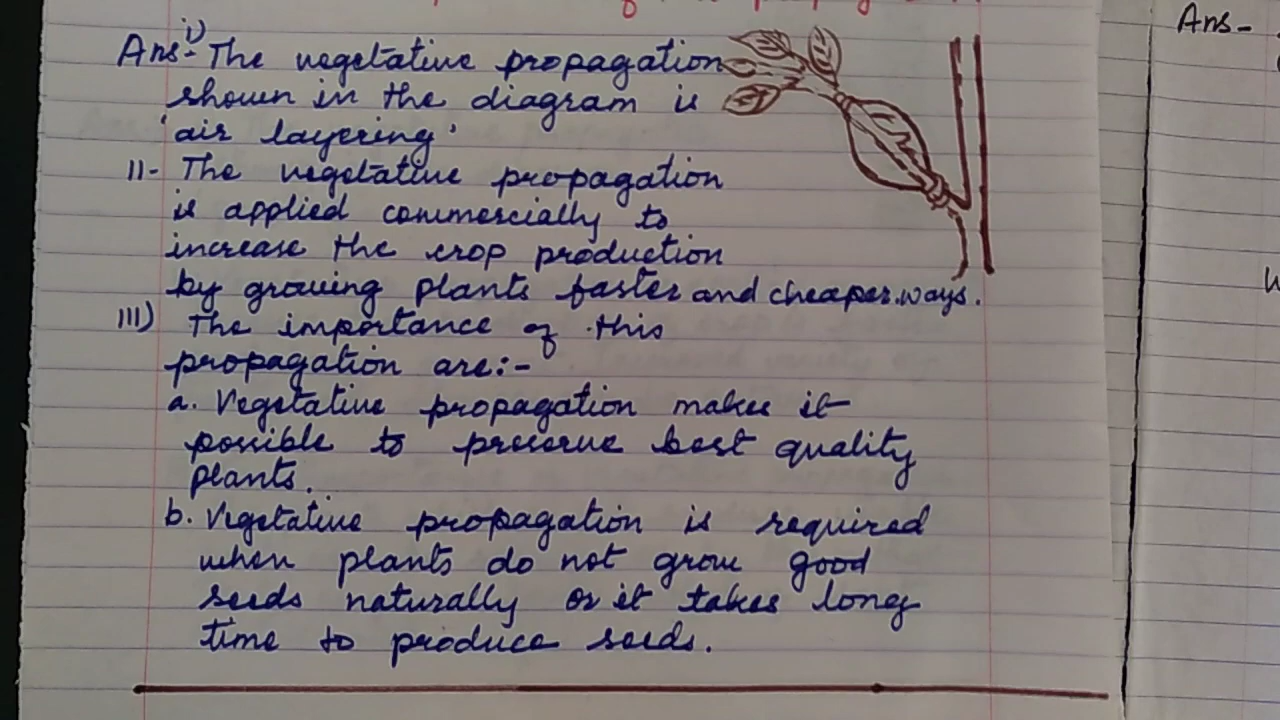 Ans- i) The vegetative propagation
shown in the diagram is
'air layering'
II- The vegetative propagation
is applied commercially to
increase the crop production
by growing plants faster and cheaper ways.
III) The importance of this
propagation are:-
a. Vegetative propagation makes it
possible to preserve best quality
plants.
b. Vegetative propagation is required
when plants do not grow good
seeds naturally or it takes long
time to produce seeds.
Ans-